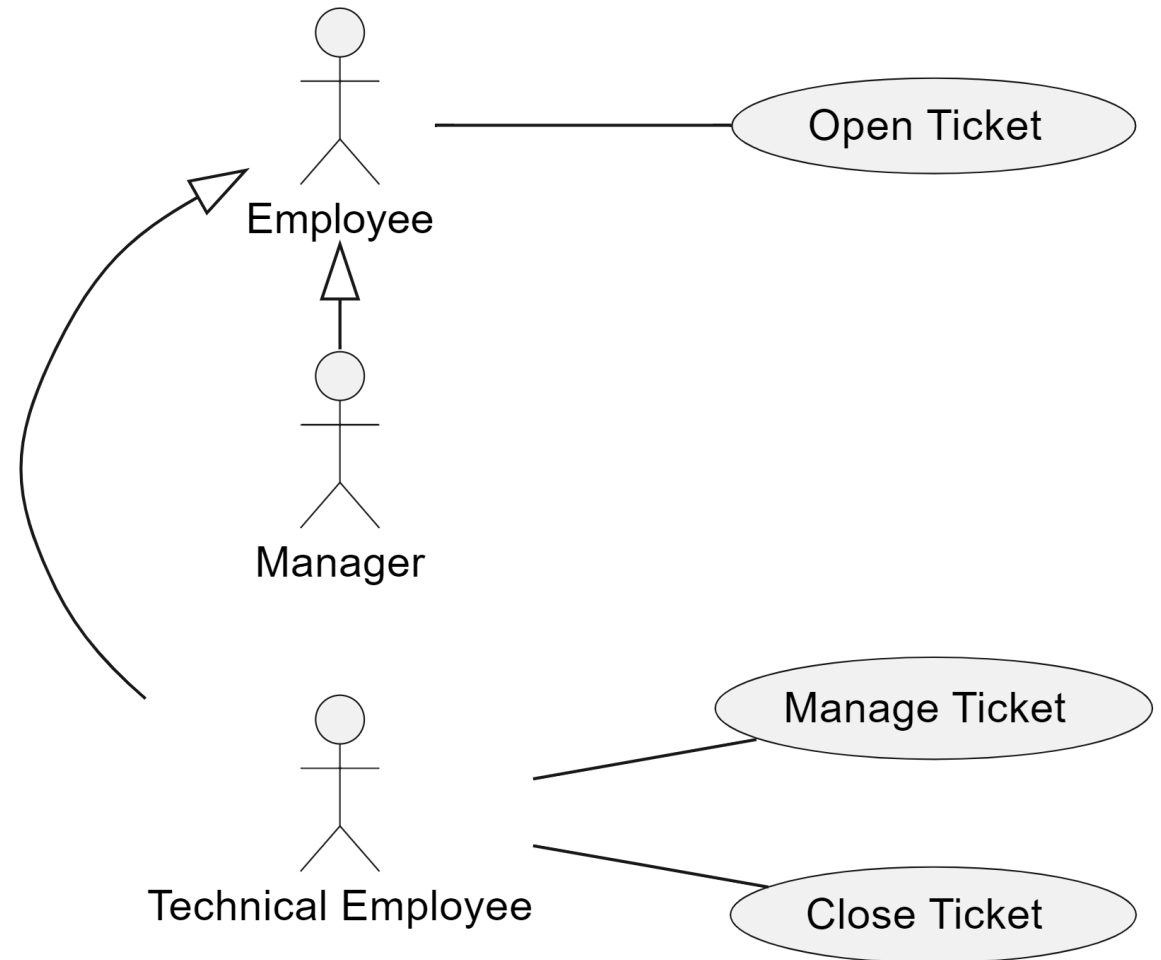 Open Ticket
Employee
Manager
Manage Ticket
Technical Employee
Close Ticket